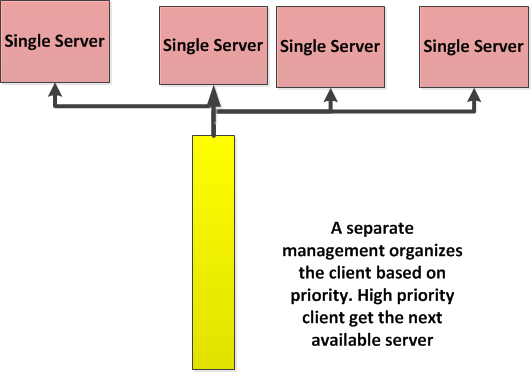 Single Server
Single Server
Single Server
Single Server
A separate
management organizes
the client based on
priority. High priority
client get the next
available server